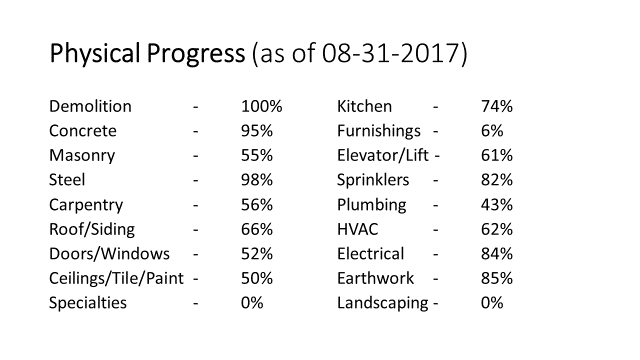 Physical Progress (as of 08-31-2017)
Demolition - 100%
Concrete - 95%
Masonry - 55%
Steel - 98%
Carpentry - 56%
Roof/Siding - 66%
Doors/Windows - 52%
Ceilings/Tile/Paint - 50%
Specialties - 0%
Kitchen - 74%
Furnishings - 6%
Elevator/Lift - 61%
Sprinklers - 82%
Plumbing - 43%
HVAC - 62%
Electrical - 84%
Earthwork - 85%
Landscaping - 0%